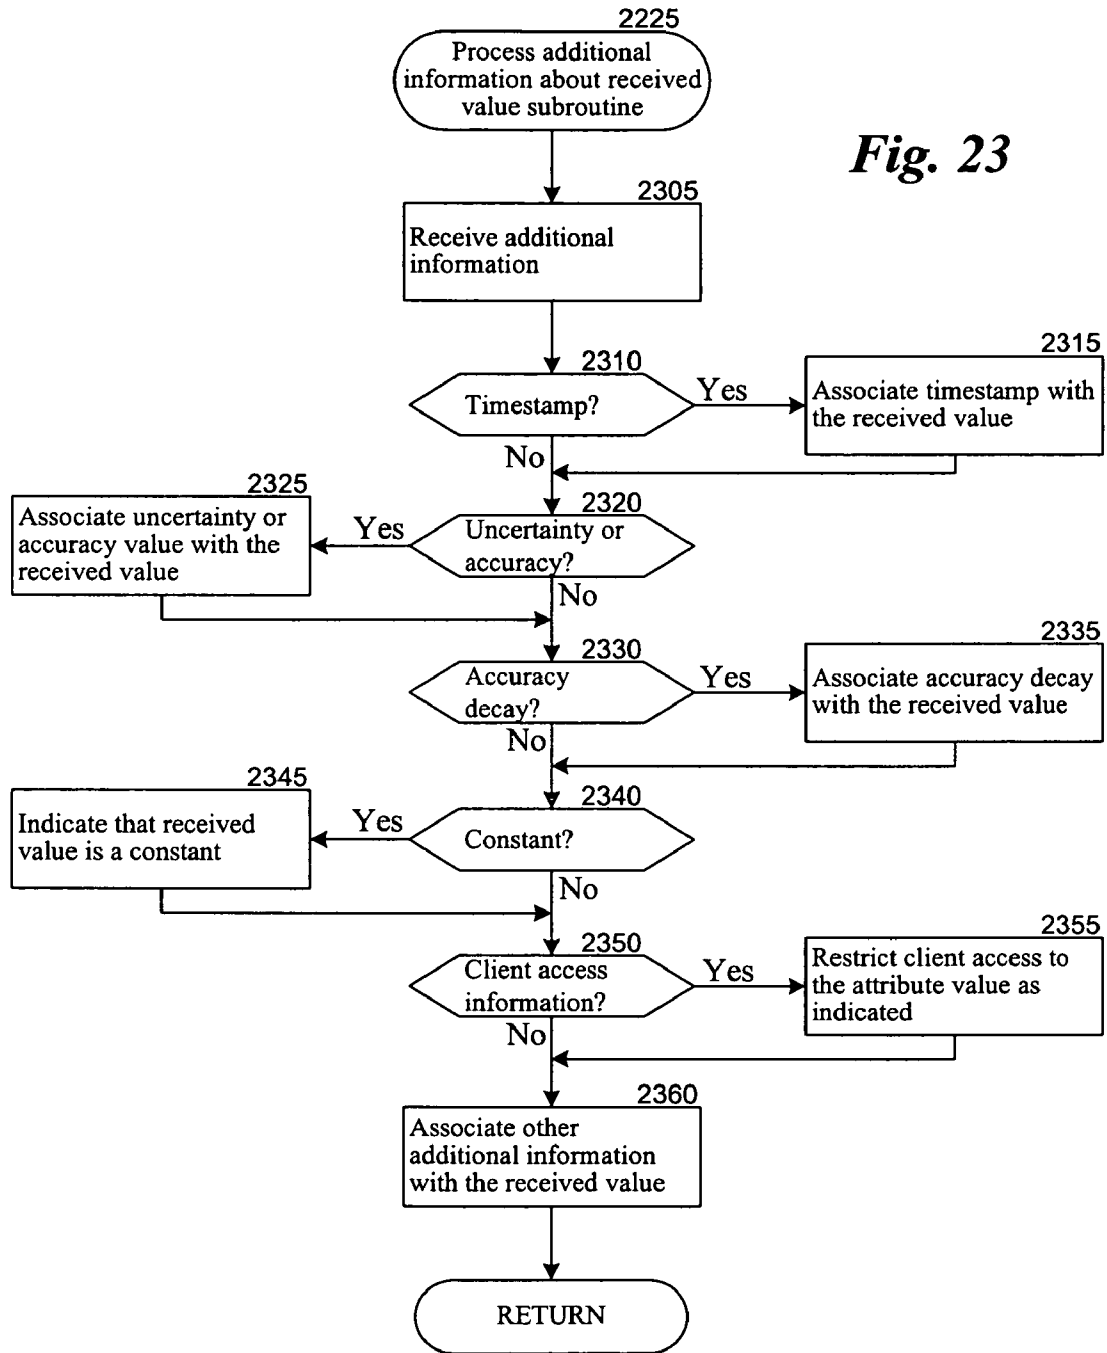 2225
Process additional
information about received
value subroutine
Fig. 23
2305
Receive additional
information
2310
Timestamp?
Yes
2315
Associate timestamp with
the received value
No
2325
Associate uncertainty or
accuracy value with the
received value
Yes
2320
Uncertainty or
accuracy?
No
2330
Accuracy
decay?
Yes
2335
Associate accuracy decay
with the received value
No
2345
Indicate that received
value is a constant
Yes
2340
Constant?
No
2350
Client access
information?
Yes
2355
Restrict client access to
the attribute value as
indicated
No
2360
Associate other
additional information
with the received value
RETURN